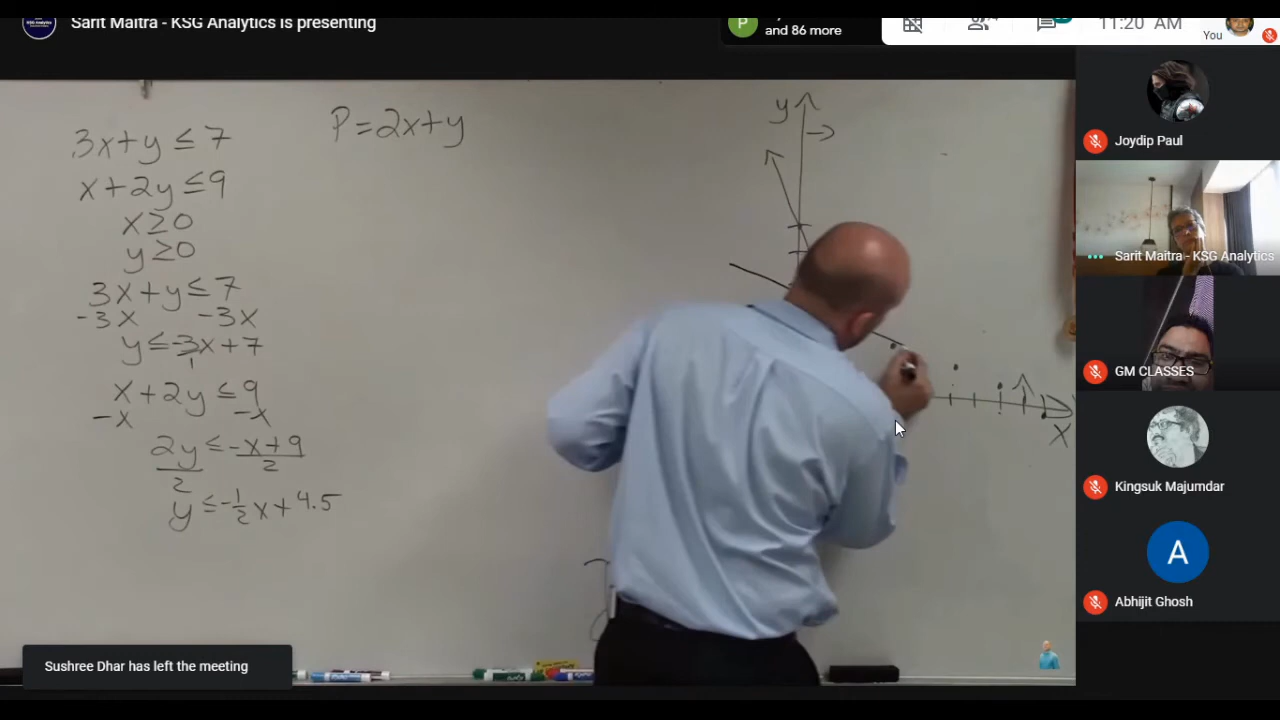 Sarit Maitra - KSG Analytics is presenting
and 86 more
11:20 AM
You
Joydip Paul
Sarit Maitra - KSG Analytics
GM CLASSES
Kingsuk Majumdar
A
Abhijit Ghosh
P
3x+y ≤ 7
x+2y ≤ 9
x ≥ 0
y ≥ 0
3x+y ≤ 7
-3x -3x
y ≤ -3x+7
1
x+2y ≤ 9
-x -x
2y ≤ -x+9
2 2
y ≤ -1/2x+4.5
P=2x+y
y
x
Sushree Dhar has left the meeting